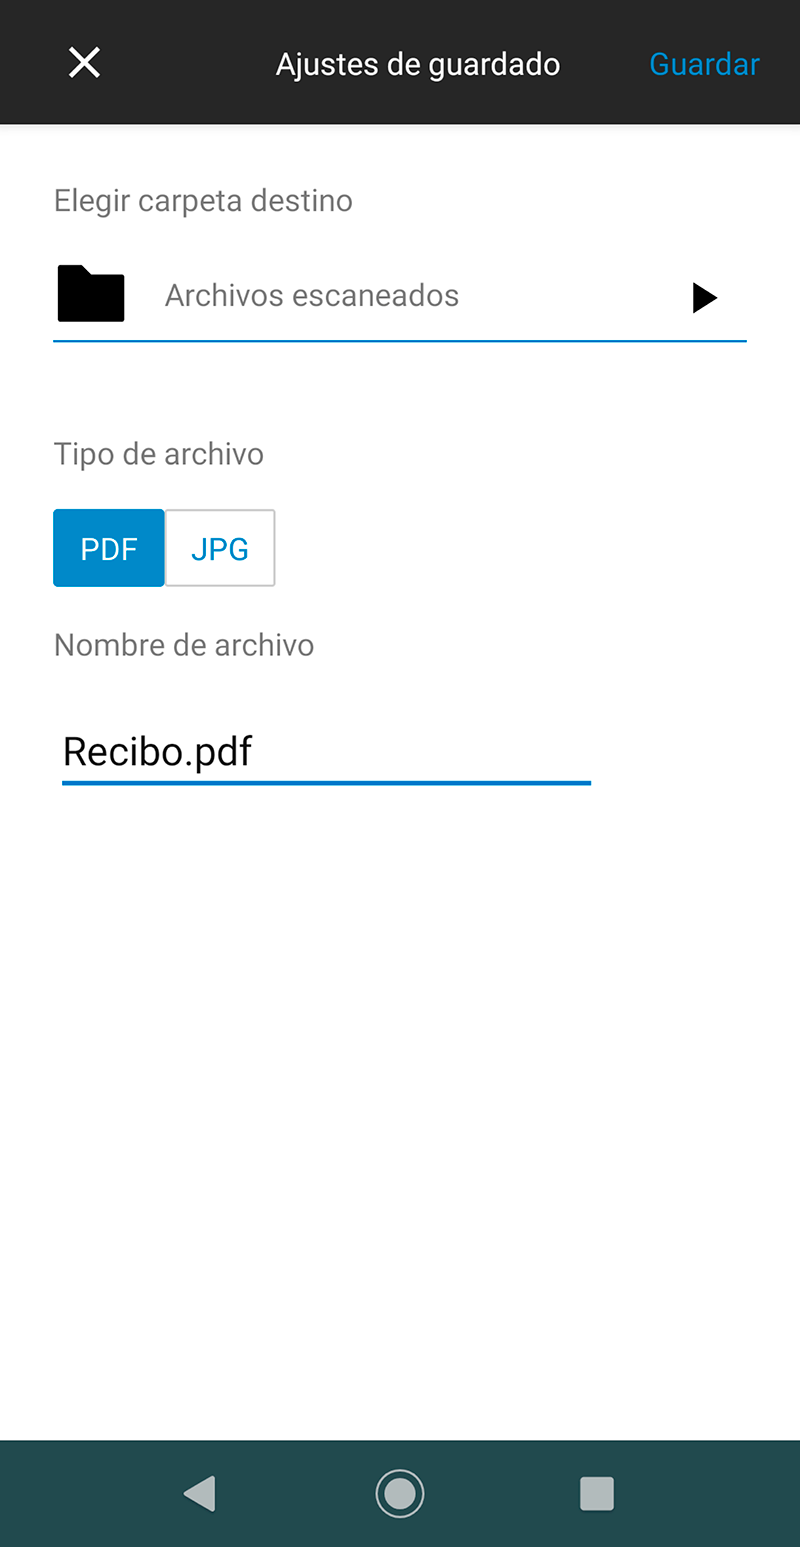 Ajustes de guardado Guardar
Elegir carpeta destino
Archivos escaneados
Tipo de archivo
PDF JPG
Nombre de archivo
Recibo.pdf